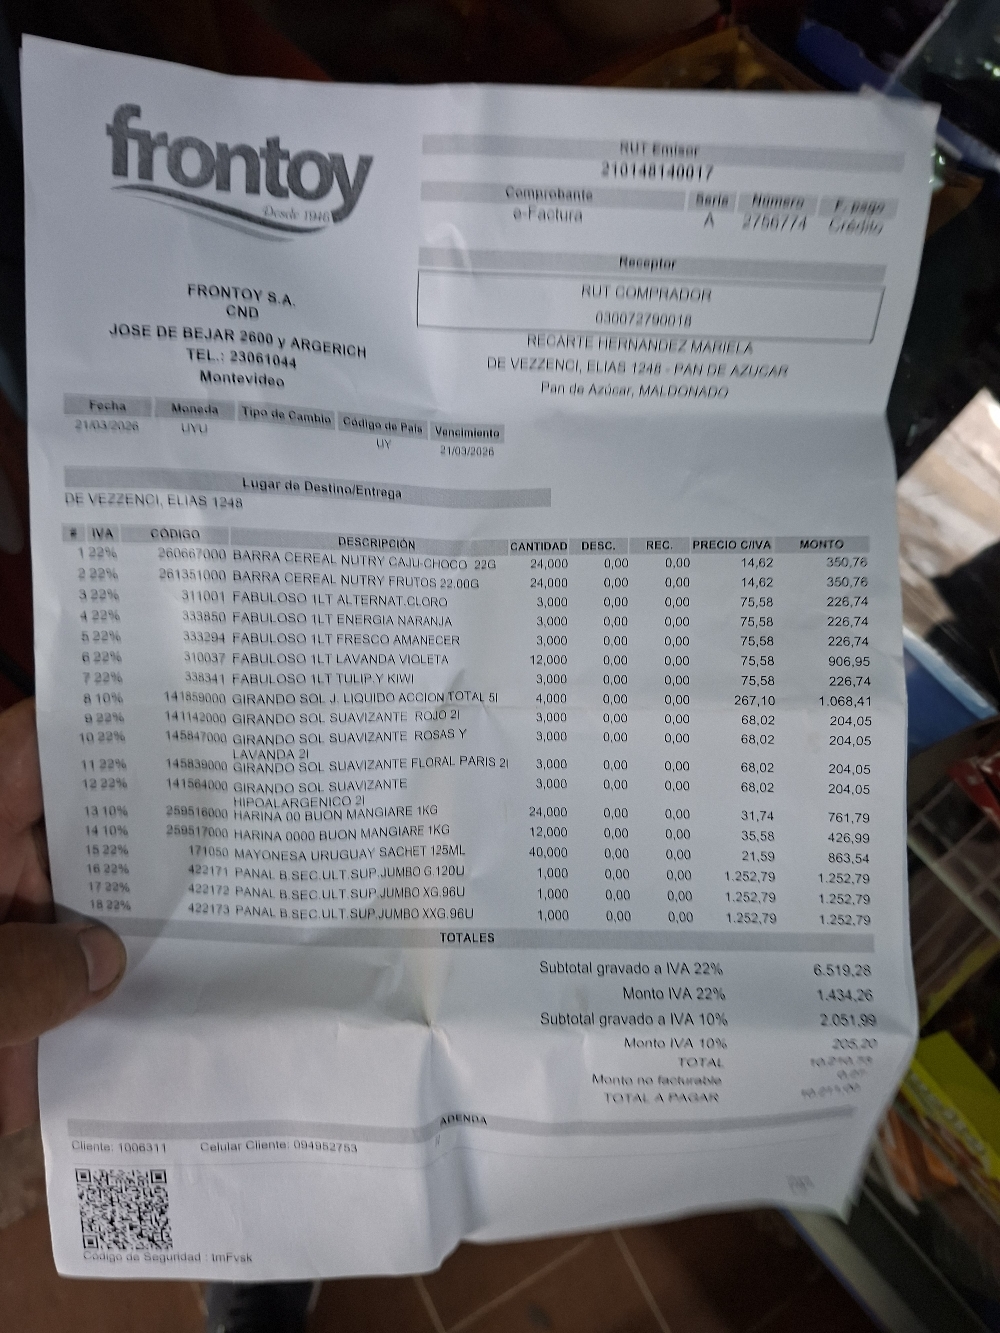 frontoy
Desde 1946
RUT Emisor
210148140017
Comprobante Serie Número F. pago
e-Factura A 2756774 Crédito
Receptor
RUT COMPRADOR
030072790018
RECARTE HERNANDEZ MARIELA
DE VEZZENCI, ELIAS 1248 - PAN DE AZUCAR
Pan de Azúcar, MALDONADO
FRONTOY S.A.
CND
JOSE DE BEJAR 2600 y ARGERICH
TEL.: 23061044
Montevideo
Fecha Moneda Tipo de Cambio Código de País Vencimiento
21/03/2026 UYU UY 21/03/2026
Lugar de Destino/Entrega
DE VEZZENCI, ELIAS 1248
# IVA CÓDIGO DESCRIPCIÓN CANTIDAD DESC. REC. PRECIO C/IVA MONTO
1 22% 260667000 BARRA CEREAL NUTRY CAJU-CHOCO 22G 24,000 0,00 0,00 14,62 350,76
2 22% 261351000 BARRA CEREAL NUTRY FRUTOS 22.00G 24,000 0,00 0,00 14,62 350,76
3 22% 311001 FABULOSO 1LT ALTERNAT.CLORO 3,000 0,00 0,00 75,58 226,74
4 22% 333850 FABULOSO 1LT ENERGIA NARANJA 3,000 0,00 0,00 75,58 226,74
5 22% 333294 FABULOSO 1LT FRESCO AMANECER 3,000 0,00 0,00 75,58 226,74
6 22% 310037 FABULOSO 1LT LAVANDA VIOLETA 12,000 0,00 0,00 75,58 906,95
7 22% 338341 FABULOSO 1LT TULIP.Y KIWI 3,000 0,00 0,00 75,58 226,74
8 10% 141859000 GIRANDO SOL J. LIQUIDO ACCION TOTAL 5l 4,000 0,00 0,00 267,10 1.068,41
9 22% 141142000 GIRANDO SOL SUAVIZANTE ROJO 2l 3,000 0,00 0,00 68,02 204,05
10 22% 145847000 GIRANDO SOL SUAVIZANTE ROSAS Y 3,000 0,00 0,00 68,02 204,05
LAVANDA 2l
11 22% 145839000 GIRANDO SOL SUAVIZANTE FLORAL PARIS 2l 3,000 0,00 0,00 68,02 204,05
12 22% 141564000 GIRANDO SOL SUAVIZANTE 3,000 0,00 0,00 68,02 204,05
HIPOALARGENICO 2l
13 10% 259516000 HARINA 00 BUON MANGIARE 1KG 24,000 0,00 0,00 31,74 761,79
14 10% 259517000 HARINA 0000 BUON MANGIARE 1KG 12,000 0,00 0,00 35,58 426,99
15 22% 171050 MAYONESA URUGUAY SACHET 125ML 40,000 0,00 0,00 21,59 863,54
16 22% 422171 PANAL B.SEC.ULT.SUP.JUMBO G.120U 1,000 0,00 0,00 1.252,79 1.252,79
17 22% 422172 PANAL B.SEC.ULT.SUP.JUMBO XG.96U 1,000 0,00 0,00 1.252,79 1.252,79
18 22% 422173 PANAL B.SEC.ULT.SUP.JUMBO XXG.96U 1,000 0,00 0,00 1.252,79 1.252,79
TOTALES
Subtotal gravado a IVA 22% 6.519,28
Monto IVA 22% 1.434,26
Subtotal gravado a IVA 10% 2.051,99
Monto IVA 10% 205,20
TOTAL
Monto no facturable
TOTAL A PAGAR
ADENDA
Cliente: 1006311 Celular Cliente: 094952753
Código de Seguridad : tmFvsk